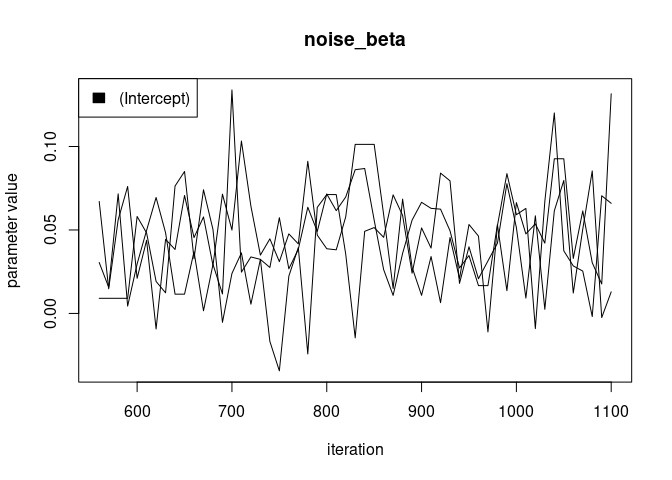 noise_beta
(Intercept)
parameter value
0.10
0.05
0.00
600 700 800 900 1000 1100
iteration